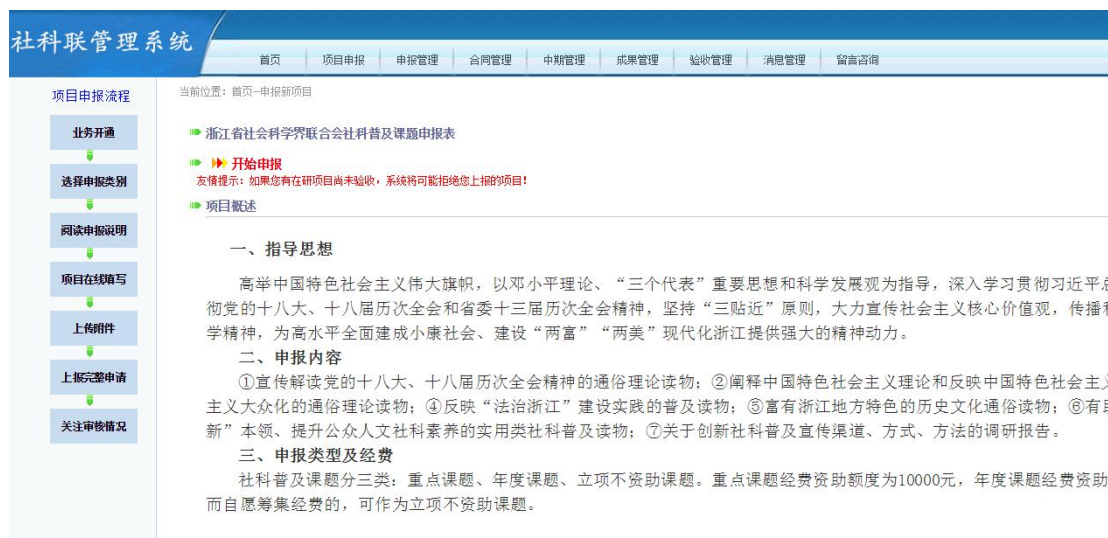 社科联管理系统
首页 项目申报 申报管理 合同管理 中期管理 成果管理 验收管理 消息管理 留言咨询
项目申报流程
业务开通
选择申报类别
阅读申报说明
项目在线填写
上传附件
上报完整申请
关注审核情况
当前位置：首页--申报新项目
浙江省社会科学界联合会社科普及课题申报表
开始申报
友情提示：如果您有在研项目尚未验收，系统将可能拒绝您上报的项目！
项目概述
一、指导思想
高举中国特色社会主义伟大旗帜，以邓小平理论、“三个代表”重要思想和科学发展观为指导，深入学习贯彻习近平总
彻党的十八大、十八届历次全会和省委十三届历次全会精神，坚持“三贴近”原则，大力宣传社会主义核心价值观，传播
学精神，为高水平全面建成小康社会、建设“两富”“两美”现代化浙江提供强大的精神动力。
二、申报内容
①宣传解读党的十八大、十八届历次全会精神的通俗理论读物；②阐释中国特色社会主义理论和反映中国特色社会主义
主义大众化的通俗理论读物；④反映“法治浙江”建设实践的普及读物；⑤富有浙江地方特色的历史文化通俗读物；⑥有
新”本领、提升公众人文社科素养的实用类社科普及读物；⑦关于创新社科普及宣传渠道、方式、方法的调研报告。
三、申报类型及经费
社科普及课题分三类：重点课题、年度课题、立项不资助课题。重点课题经费资助额度为10000元，年度课题经费资助
而自愿筹集经费的，可作为立项不资助课题。